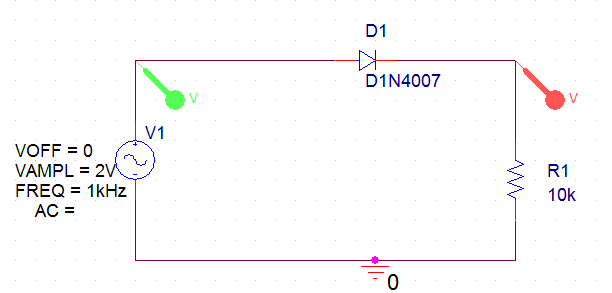 D1
D1N4007
V
V
V1
VOFF = 0
VAMPL = 2V
FREQ = 1kHz
AC =
R1
10k
0